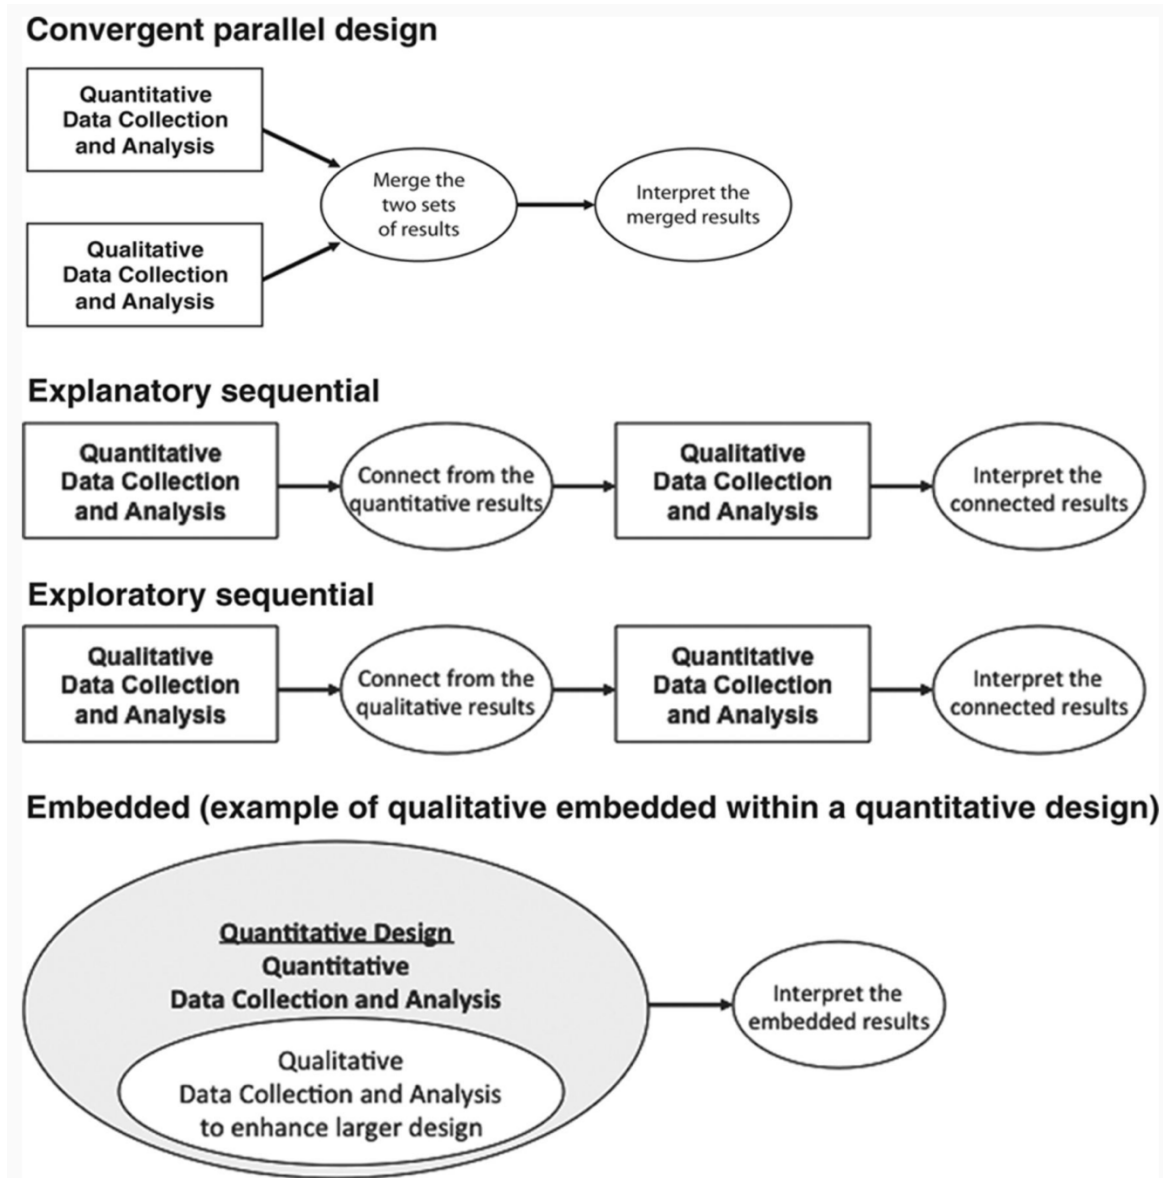 Convergent parallel design
Quantitative
Data Collection
and Analysis
Merge the
two sets
of results
Interpret the
merged results
Qualitative
Data Collection
and Analysis
Explanatory sequential
Quantitative
Data Collection
and Analysis
Connect from the
quantitative results
Qualitative
Data Collection
and Analysis
Interpret the
connected results
Exploratory sequential
Qualitative
Data Collection
and Analysis
Connect from the
qualitative results
Quantitative
Data Collection
and Analysis
Interpret the
connected results
Embedded (example of qualitative embedded within a quantitative design)
Quantitative Design
Quantitative
Data Collection and Analysis
Qualitative
Data Collection and Analysis
to enhance larger design
Interpret the
embedded results